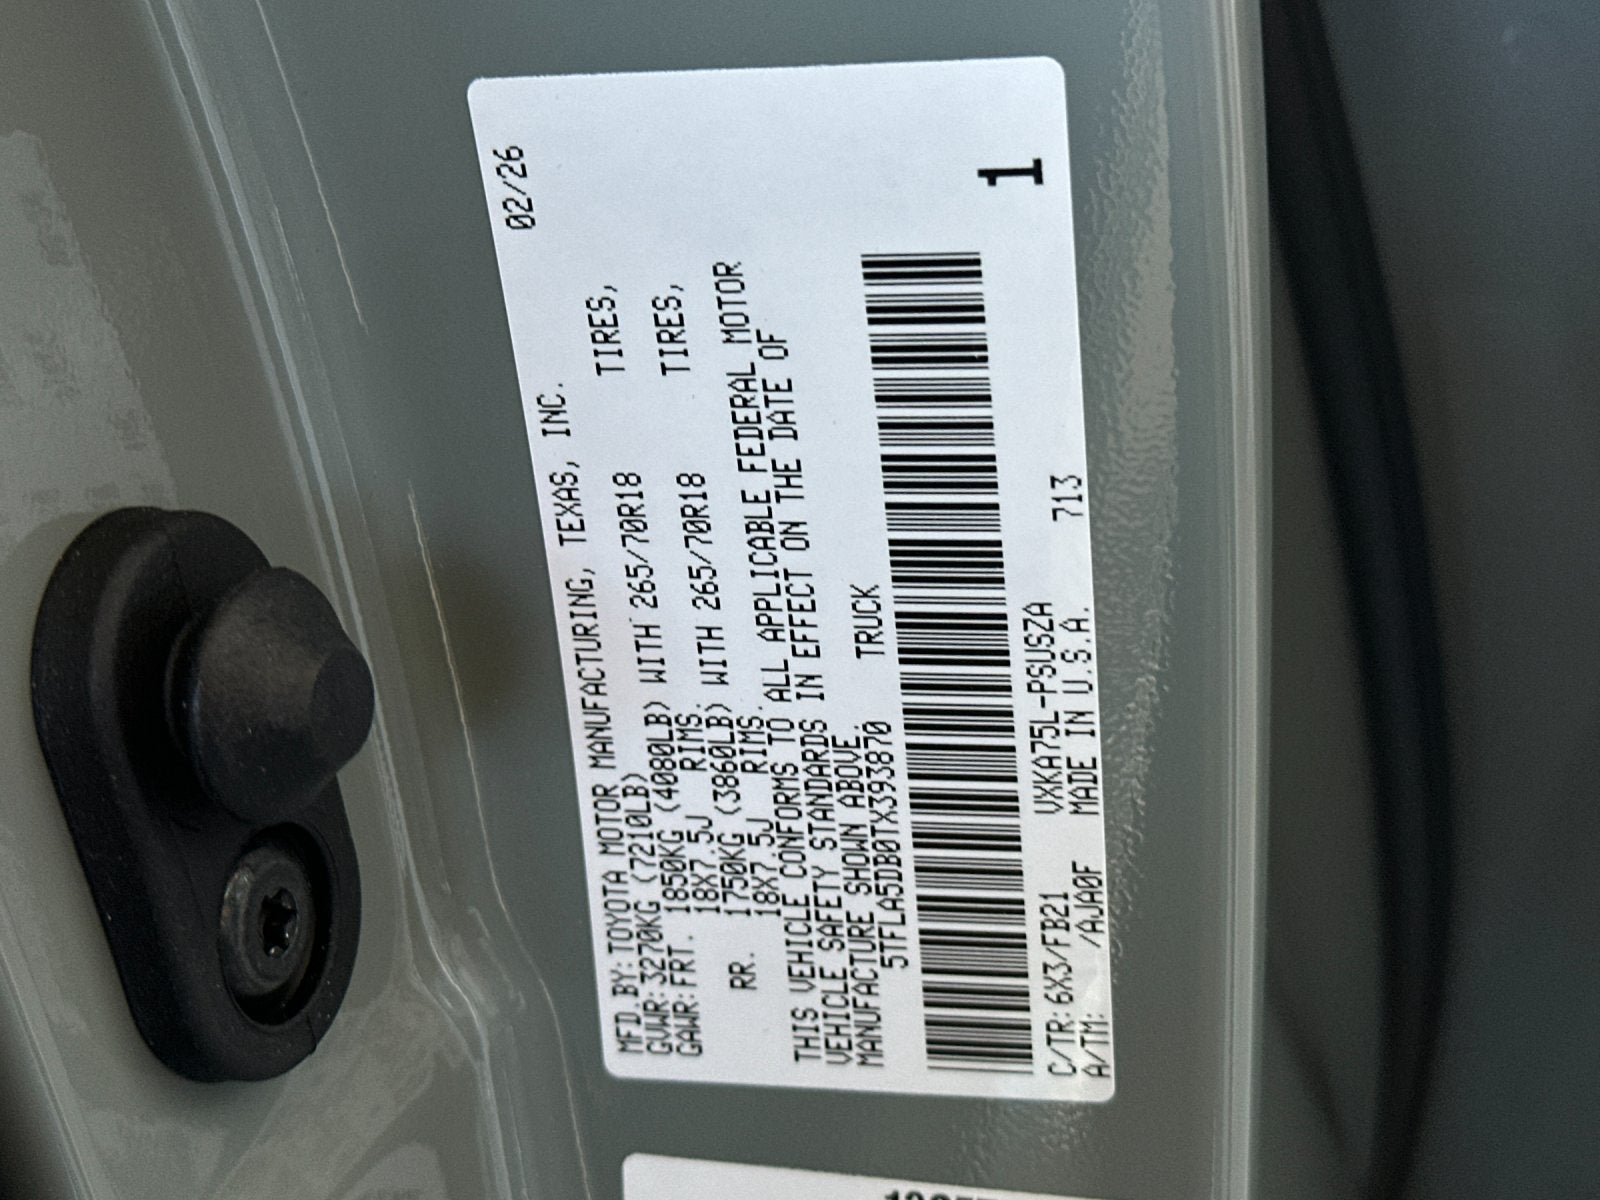 MFD.BY:TOYOTA MOTOR MANUFACTURING, TEXAS, INC. 02/26
GVWR:3270KG (7210LB)
GAWR:FRT. 1850KG (4080LB) WITH 265/70R18 TIRES,
18X7.5J RIMS.
RR. 1750KG (3860LB) WITH 265/70R18 TIRES,
18X7.5J RIMS.
THIS VEHICLE CONFORMS TO ALL APPLICABLE FEDERAL MOTOR
VEHICLE SAFETY STANDARDS IN EFFECT ON THE DATE OF
MANUFACTURE SHOWN ABOVE.
5TFLA5DB0TX393870 TRUCK
1
C/TR:6X3/FB21 VXKA75L-PSUSZA 713
A/TM: /AJA0F MADE IN U.S.A.